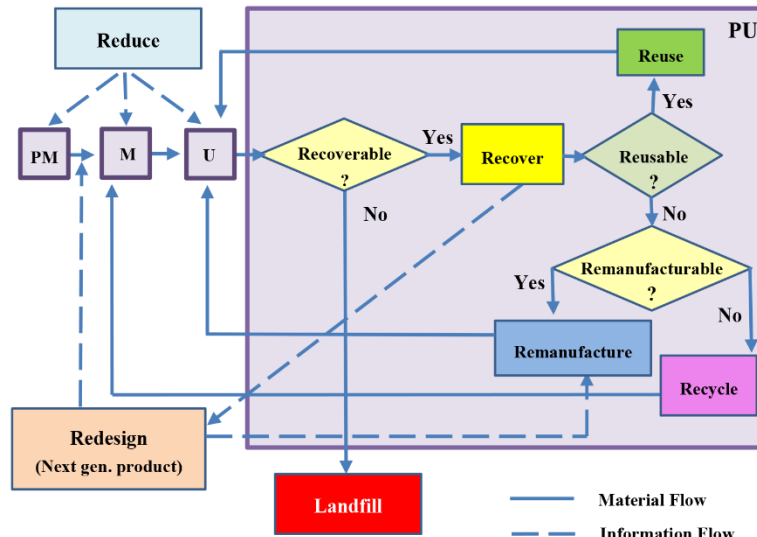 Reduce
PU
Reuse
Yes
PM
M
U
Recoverable
?
Yes
Recover
Reusable
?
No
No
Remanufacturable
?
Yes
No
Remanufacture
Recycle
Redesign
(Next gen. product)
Landfill
Material Flow
Information Flow